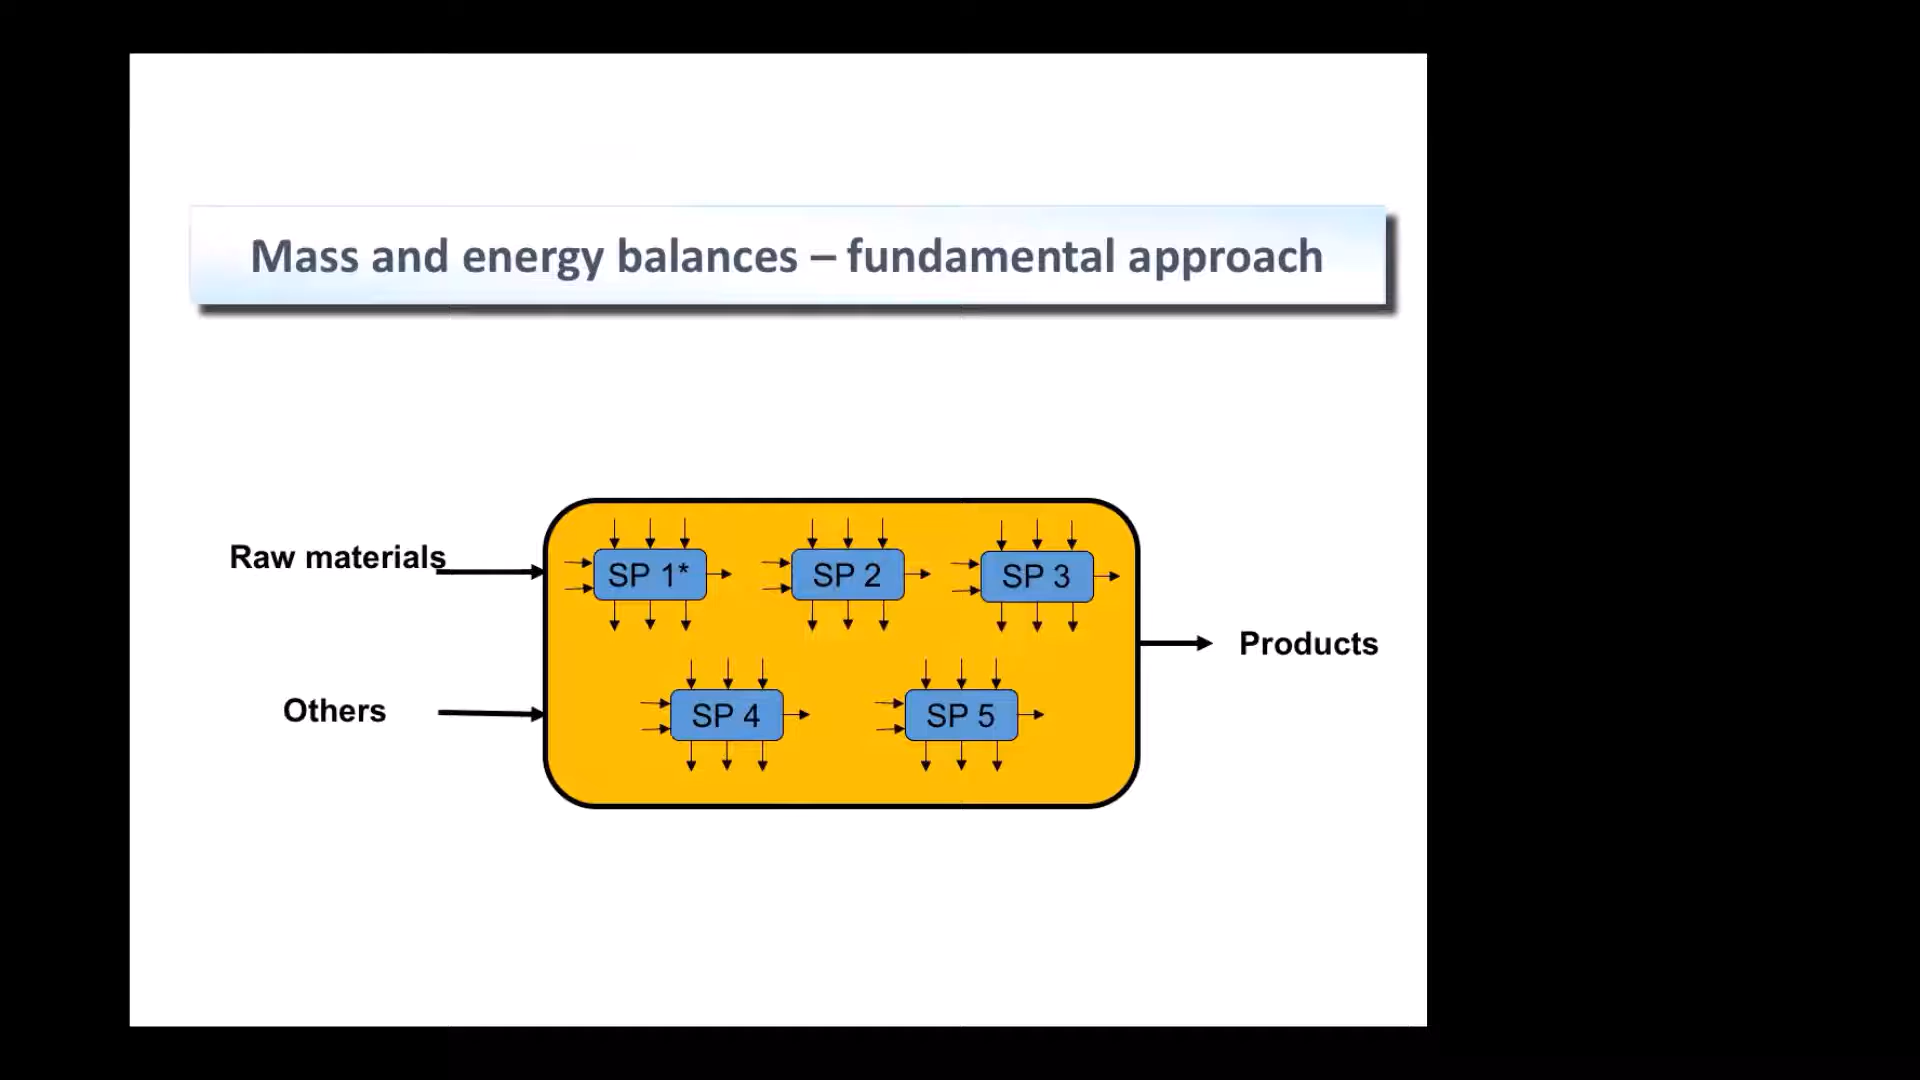 Mass and energy balances – fundamental approach
Raw materials
SP 1*
SP 2
SP 3
Products
Others
SP 4
SP 5